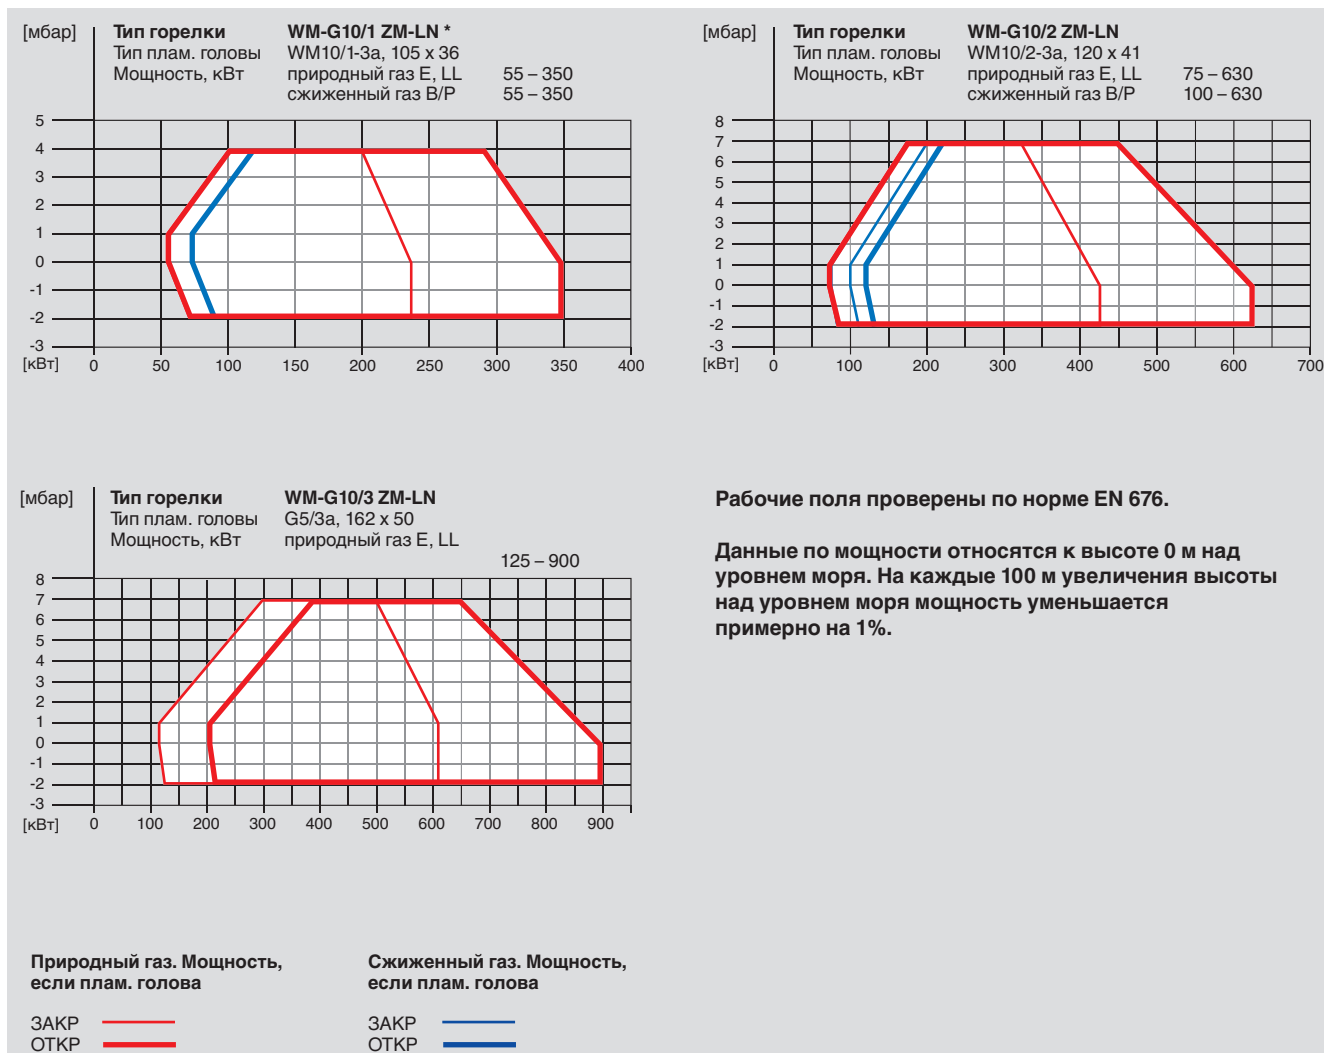 [мбар]
Тип горелки WM-G10/1 ZM-LN *
Тип плам. головы WM10/1-3a, 105 x 36
Мощность, кВт природный газ E, LL 55 – 350
сжиженный газ B/P 55 – 350
5
4
3
2
1
0
-1
-2
-3
[кВт] 0 50 100 150 200 250 300 350 400
[мбар]
Тип горелки WM-G10/2 ZM-LN
Тип плам. головы WM10/2-3a, 120 x 41
Мощность, кВт природный газ E, LL 75 – 630
сжиженный газ B/P 100 – 630
8
7
6
5
4
3
2
1
0
-1
-2
-3
[кВт] 0 100 200 300 400 500 600 700
[мбар]
Тип горелки WM-G10/3 ZM-LN
Тип плам. головы G5/3a, 162 x 50
Мощность, кВт природный газ E, LL
125 – 900
8
7
6
5
4
3
2
1
0
-1
-2
-3
[кВт] 0 100 200 300 400 500 600 700 800 900
Рабочие поля проверены по норме EN 676.
Данные по мощности относятся к высоте 0 м над
уровнем моря. На каждые 100 м увеличения высоты
над уровнем моря мощность уменьшается
примерно на 1%.
Природный газ. Мощность,
если плам. голова
ЗАКР
ОТКР
Сжиженный газ. Мощность,
если плам. голова
ЗАКР
ОТКР